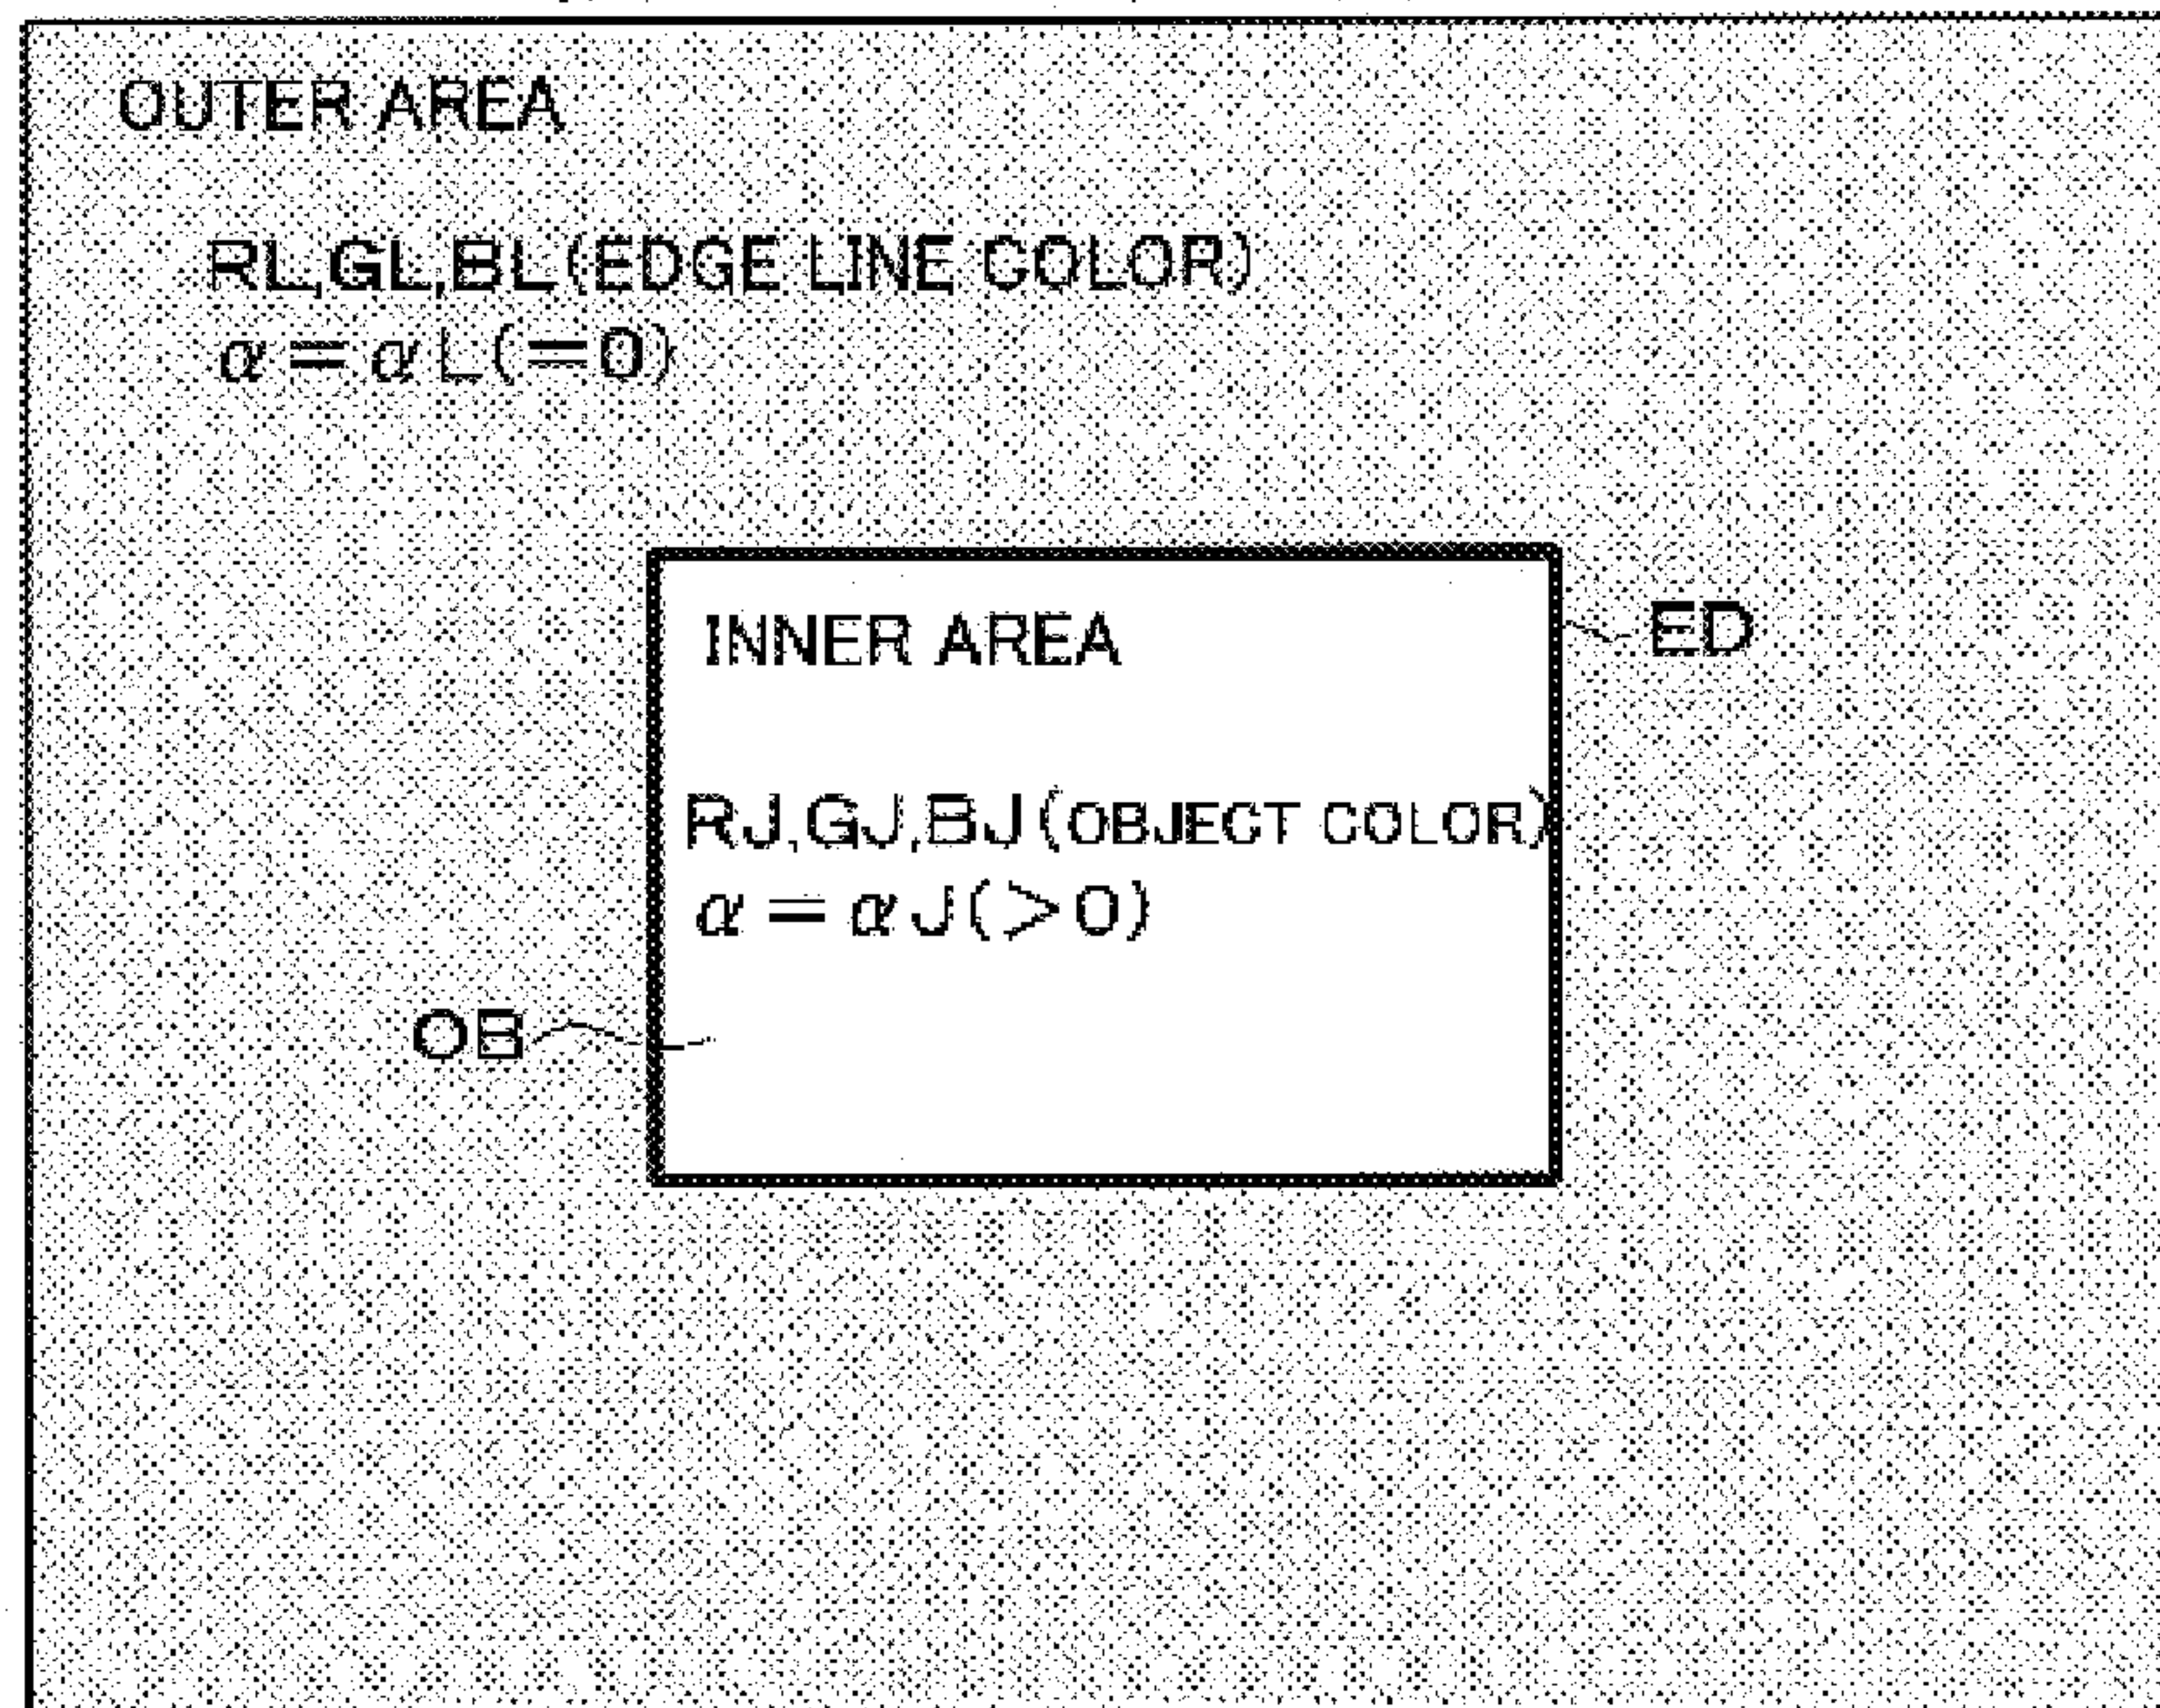 OUTER AREA
RL,GL,BL(EDGE LINE COLOR)
α=αL(=0)
INNER AREA
ED
RJ,GJ,BJ(OBJECT COLOR)
α=αJ(>0)
OB